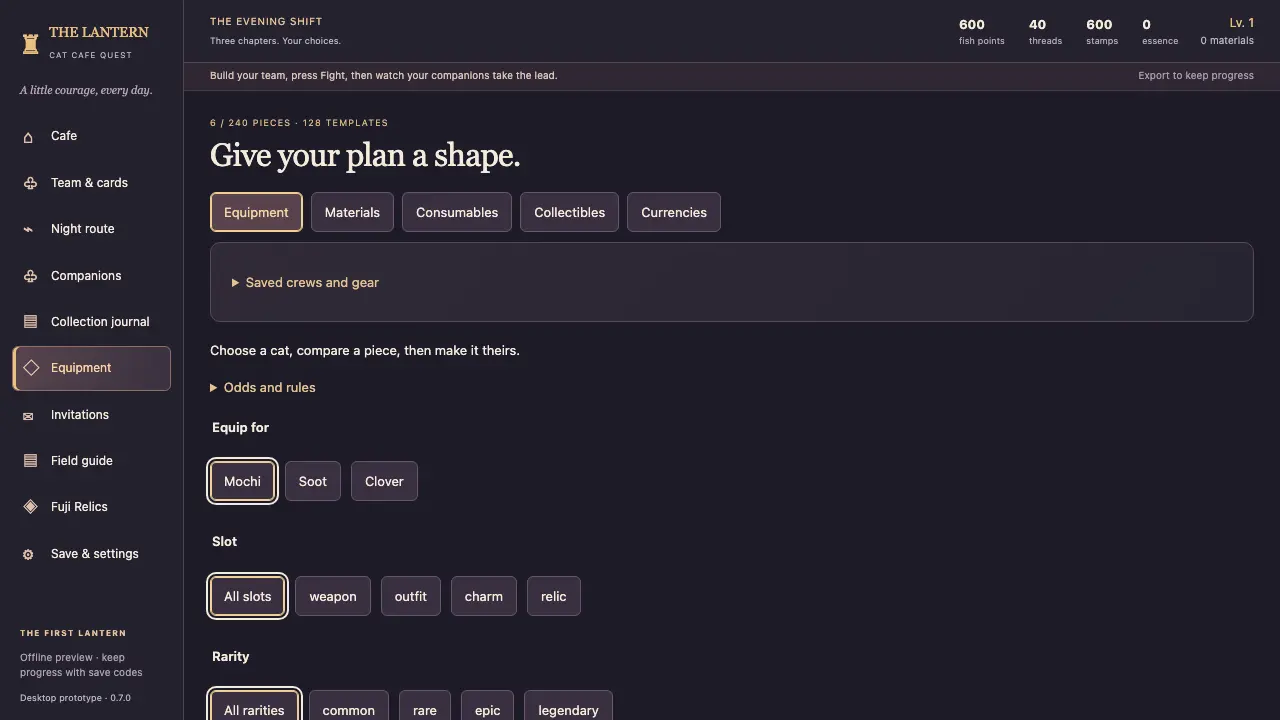 THE LANTERN
CAT CAFE QUEST
A little courage, every day.
Cafe
Team & cards
Night route
Companions
Collection journal
Equipment
Invitations
Field guide
Fuji Relics
Save & settings
THE FIRST LANTERN
Offline preview · keep
progress with save codes
Desktop prototype · 0.7.0
THE EVENING SHIFT
Three chapters. Your choices.
600 fish points
40 threads
600 stamps
0 essence
Lv. 1
0 materials
Build your team, press Fight, then watch your companions take the lead.
Export to keep progress
6 / 240 PIECES · 128 TEMPLATES
Give your plan a shape.
Equipment Materials Consumables Collectibles Currencies
Saved crews and gear
Choose a cat, compare a piece, then make it theirs.
Odds and rules
Equip for
Mochi Soot Clover
Slot
All slots weapon outfit charm relic
Rarity
All rarities common rare epic legendary